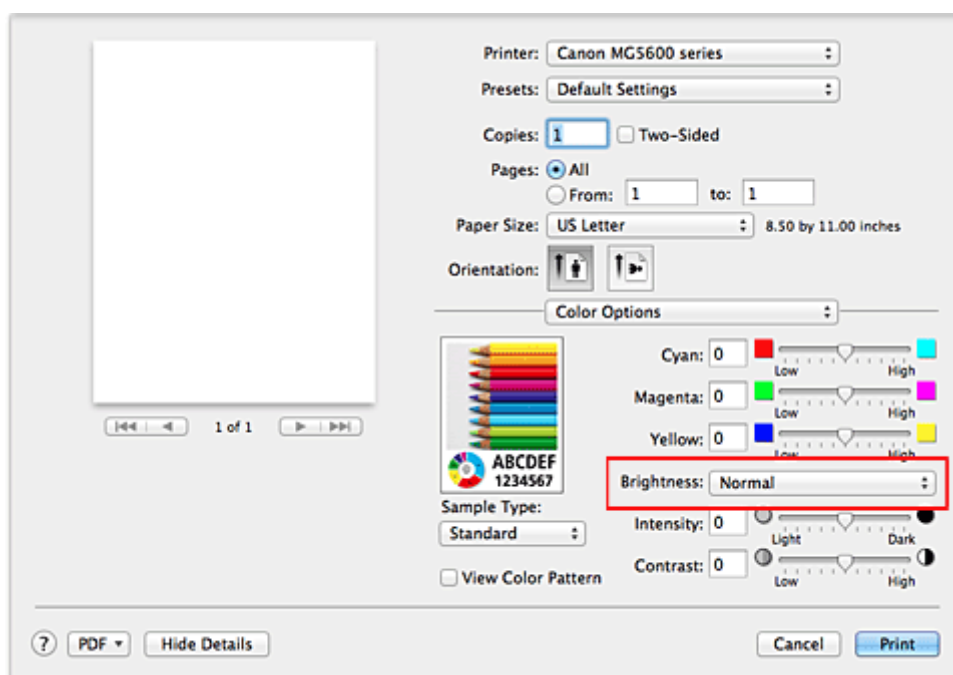 Printer: Canon MG5600 series
Presets: Default Settings
Copies: 1 Two-Sided
Pages: All
From: 1 to: 1
Paper Size: US Letter 8.50 by 11.00 inches
Orientation:
Color Options
1 of 1
Cyan: 0
Low High
Magenta: 0
Low High
Yellow: 0
Low High
ABCDEF
1234567
Brightness: Normal
Sample Type:
Standard
Intensity: 0
Light Dark
View Color Pattern
Contrast: 0
Low High
? PDF Hide Details Cancel Print